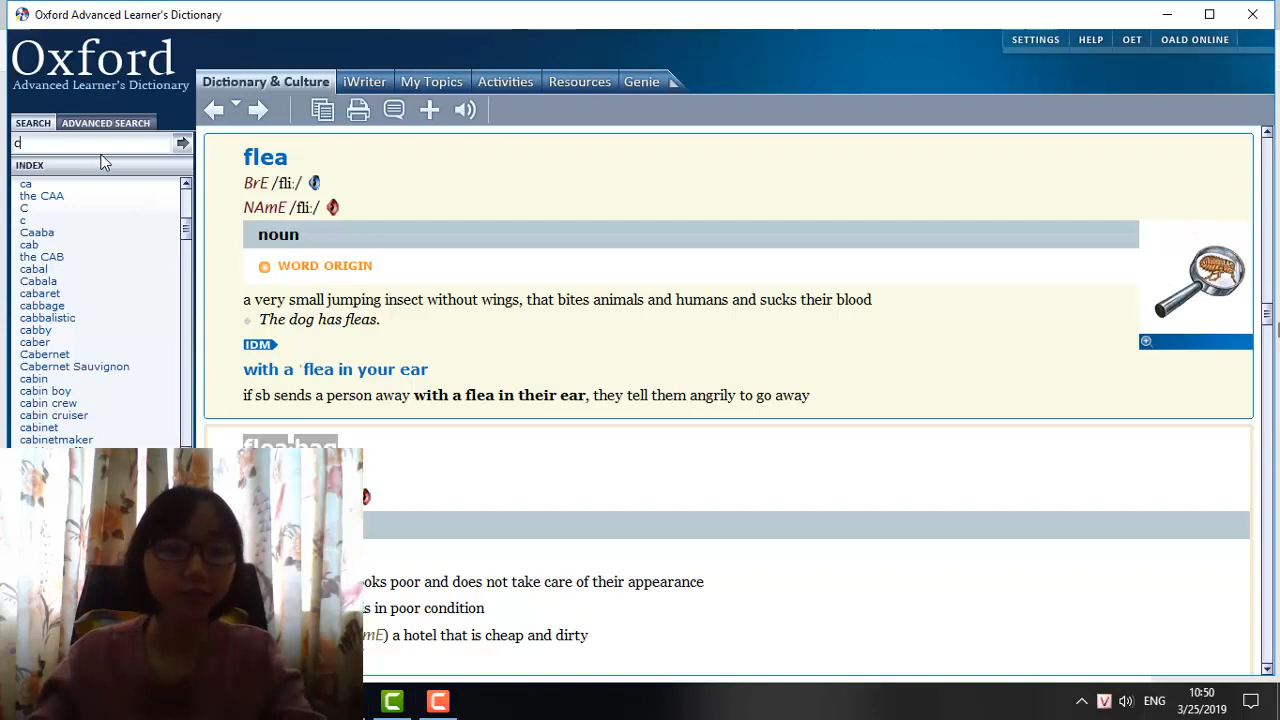 Oxford Advanced Learner's Dictionary
SETTINGS HELP OET OALD ONLINE
Oxford
Advanced Learner's Dictionary
Dictionary & Culture iWriter My Topics Activities Resources Genie
SEARCH ADVANCED SEARCH
c
INDEX
ca
the CAA
C
c
Caaba
cab
the CAB
cabal
Cabala
cabaret
cabbage
cabbalistic
cabby
caber
Cabernet
Cabernet Sauvignon
cabin
cabin boy
cabin crew
cabin cruiser
cabinet
cabinetmaker
flea
BrE /fliː/
NAmE /fliː/
noun
WORD ORIGIN
a very small jumping insect without wings, that bites animals and humans and sucks their blood
The dog has fleas.
IDM
with a ˈflea in your ear
if sb sends a person away with a flea in their ear, they tell them angrily to go away
oks poor and does not take care of their appearance
s in poor condition
mE) a hotel that is cheap and dirty
V ENG
10:50
3/25/2019